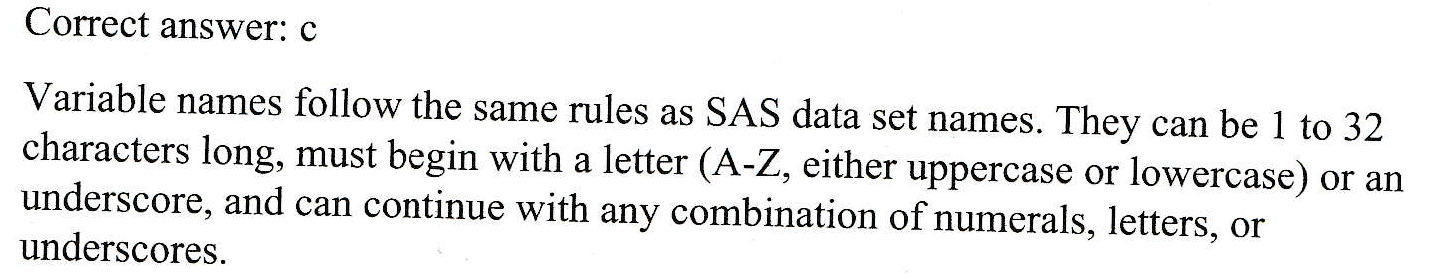 Correct answer: c
Variable names follow the same rules as SAS data set names. They can be 1 to 32
characters long, must begin with a letter (A-Z, either uppercase or lowercase) or an
underscore, and can continue with any combination of numerals, letters, or
underscores.